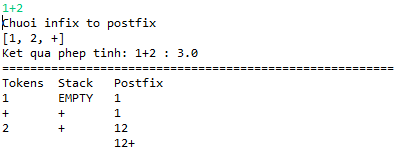 1+2
Chuoi infix to postfix
[1, 2, +]
Ket qua phep tinh: 1+2 : 3.0
======================================================
Tokens Stack Postfix
1 EMPTY 1
+ + 1
2 + 12
12+